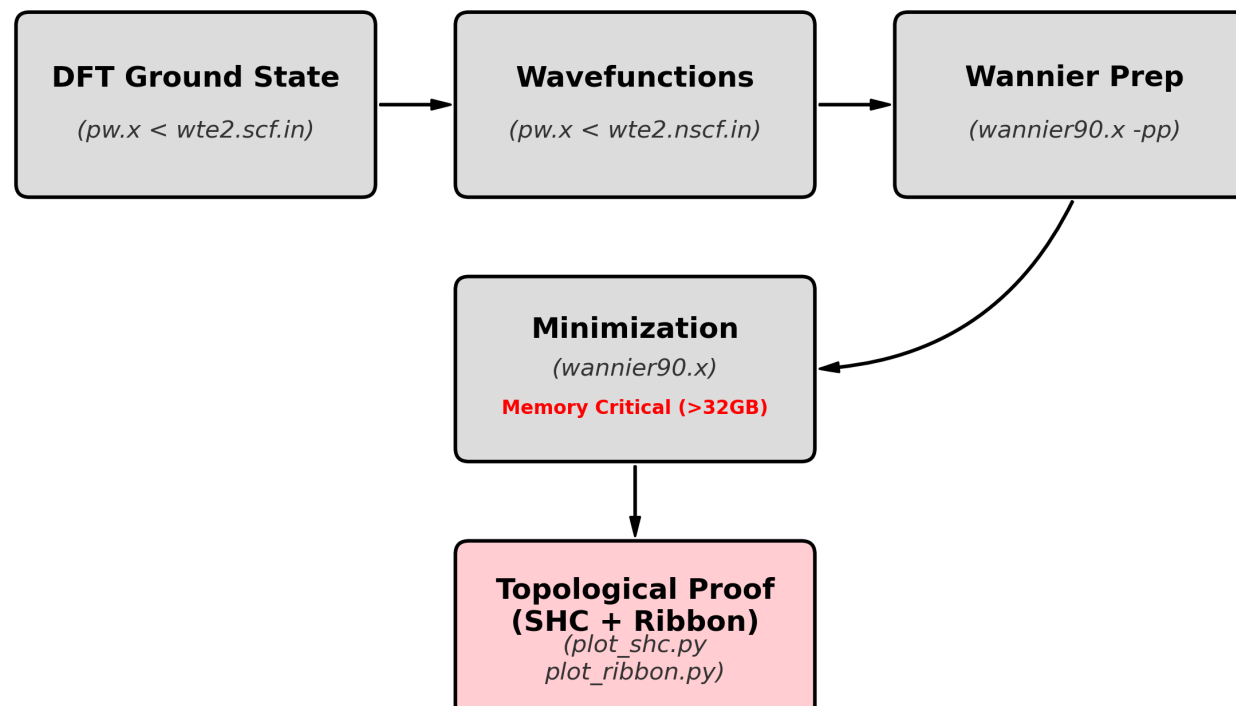 DFT Ground State
(pw.x < wte2.scf.in)
Wavefunctions
(pw.x < wte2.nscf.in)
Wannier Prep
(wannier90.x -pp)
Minimization
(wannier90.x)
Memory Critical (>32GB)
Topological Proof
(SHC + Ribbon)
(plot_shc.py
plot_ribbon.py)